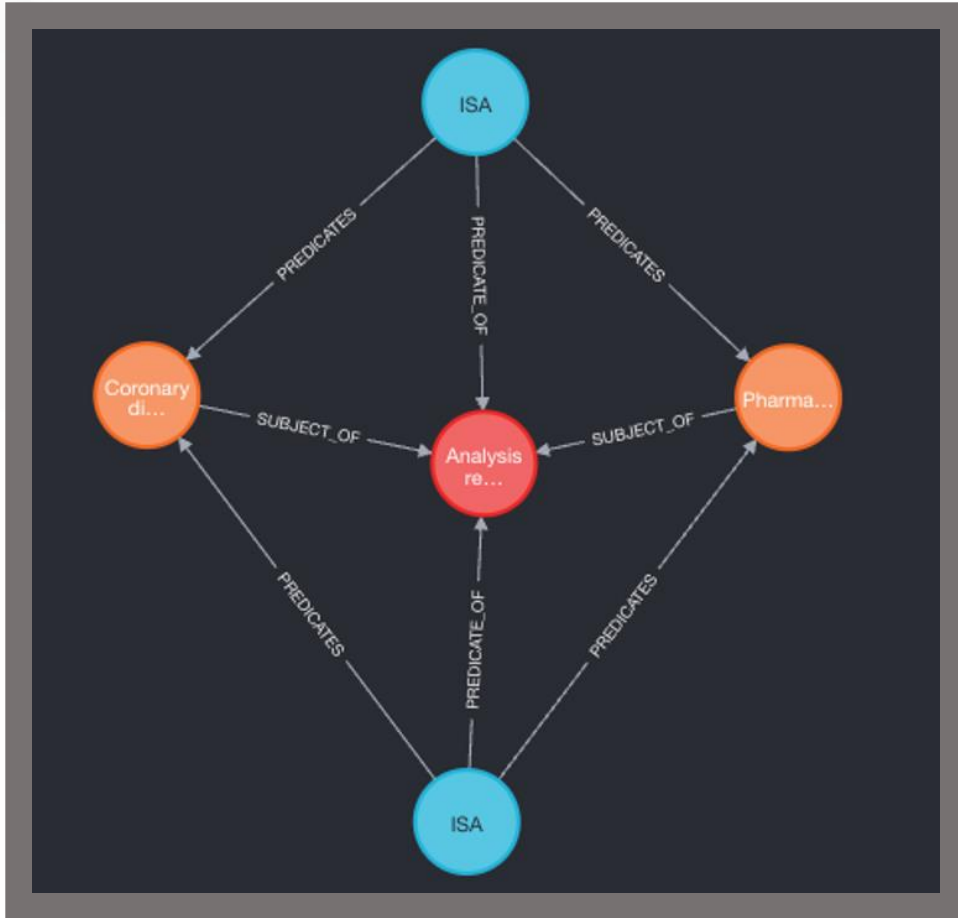 ISA
PREDICATES
PREDICATE_OF
PREDICATES
Coronary
di...
SUBJECT_OF
Analysis
re...
SUBJECT_OF
Pharma...
PREDICATES
PREDICATE_OF
PREDICATES
ISA